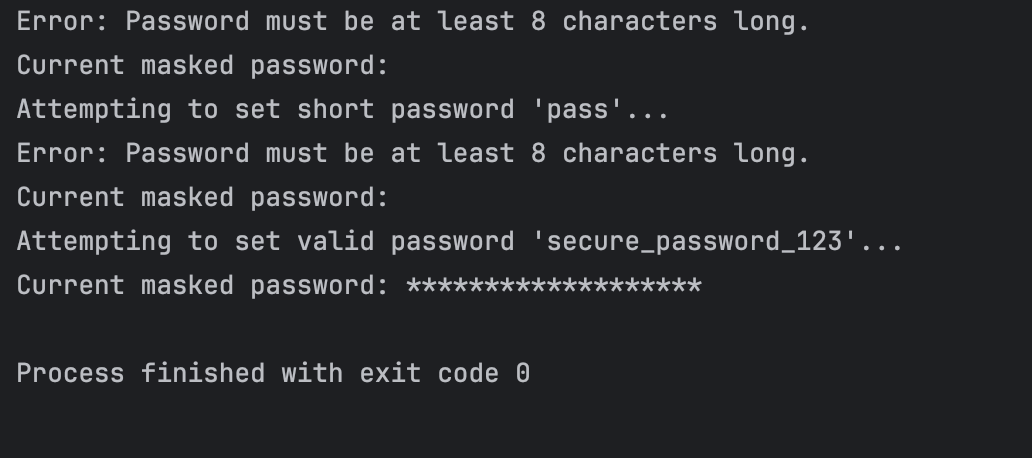 Error: Password must be at least 8 characters long.
Current masked password:
Attempting to set short password 'pass'...
Error: Password must be at least 8 characters long.
Current masked password:
Attempting to set valid password 'secure_password_123'...
Current masked password: *******************
Process finished with exit code 0